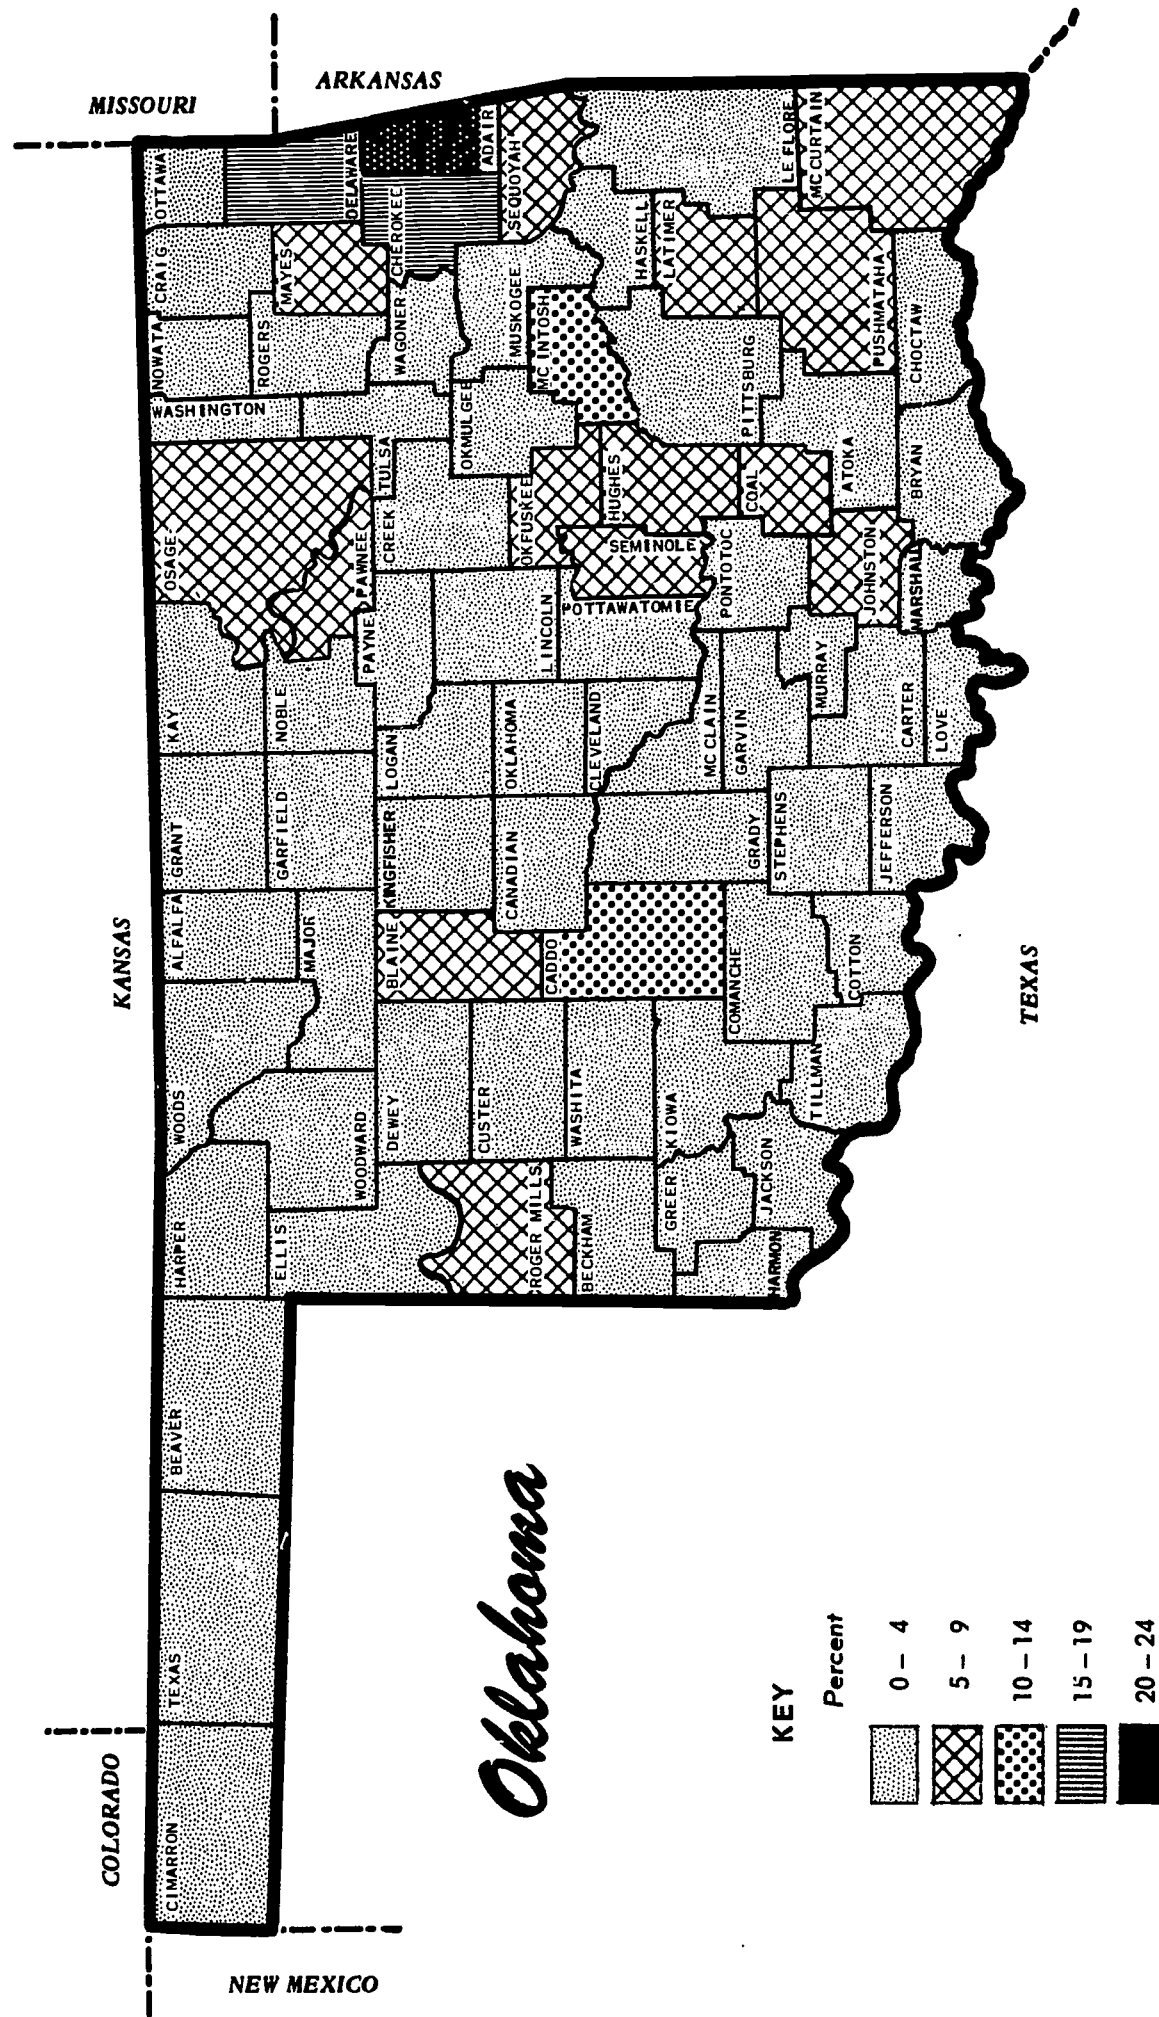 COLORADO
KANSAS
MISSOURI
ARKANSAS
NEW MEXICO
TEXAS
CIMARRON
TEXAS
BEAVER
HARPER
WOODS
ALFALFA
GRANT
KAY
OSAGE
WASHINGTON
NOWATA
CRAIG
OTTAWA
ELLIS
WOODWARD
MAJOR
GARFIELD
NOBLE
PAWNEE
PAYNE
TULSA
ROGERS
MAYES
DELAWARE
ROGER MILLS
DEWEY
CUSTER
BLAINE
KINGFISHER
LOGAN
CREEK
WAGONER
CHEROKEE
ADAIR
BECKHAM
WASHITA
CADDO
CANADIAN
OKLAHOMA
LINCOLN
OKFUSKEE
OKMULGEE
MUSKOGEE
SEQUOYAH
GREER
KIOWA
COMANCHE
GRADY
CLEVELAND
MC CLAIN
POTTAWATOMIE
SEMINOLE
HUGHES
MC INTOSH
HASKELL
HARMON
JACKSON
TILLMAN
COTTON
STEPHENS
GARVIN
PONTOTOC
COAL
PITTSBURG
LATIMER
LE FLORE
JEFFERSON
MURRAY
CARTER
LOVE
JOHNSTON
MARSHALL
ATOKA
BRYAN
PUSHMATAHA
CHOCTAW
MC CURTAIN
Oklahoma
KEY
Percent
0 – 4
5 – 9
10 – 14
15 – 19
20 – 24